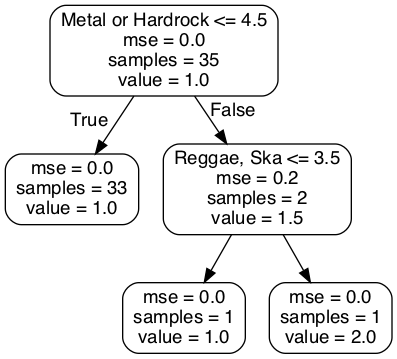 Metal or Hardrock <= 4.5
mse = 0.0
samples = 35
value = 1.0
True
False
mse = 0.0
samples = 33
value = 1.0
Reggae, Ska <= 3.5
mse = 0.2
samples = 2
value = 1.5
mse = 0.0
samples = 1
value = 1.0
mse = 0.0
samples = 1
value = 2.0